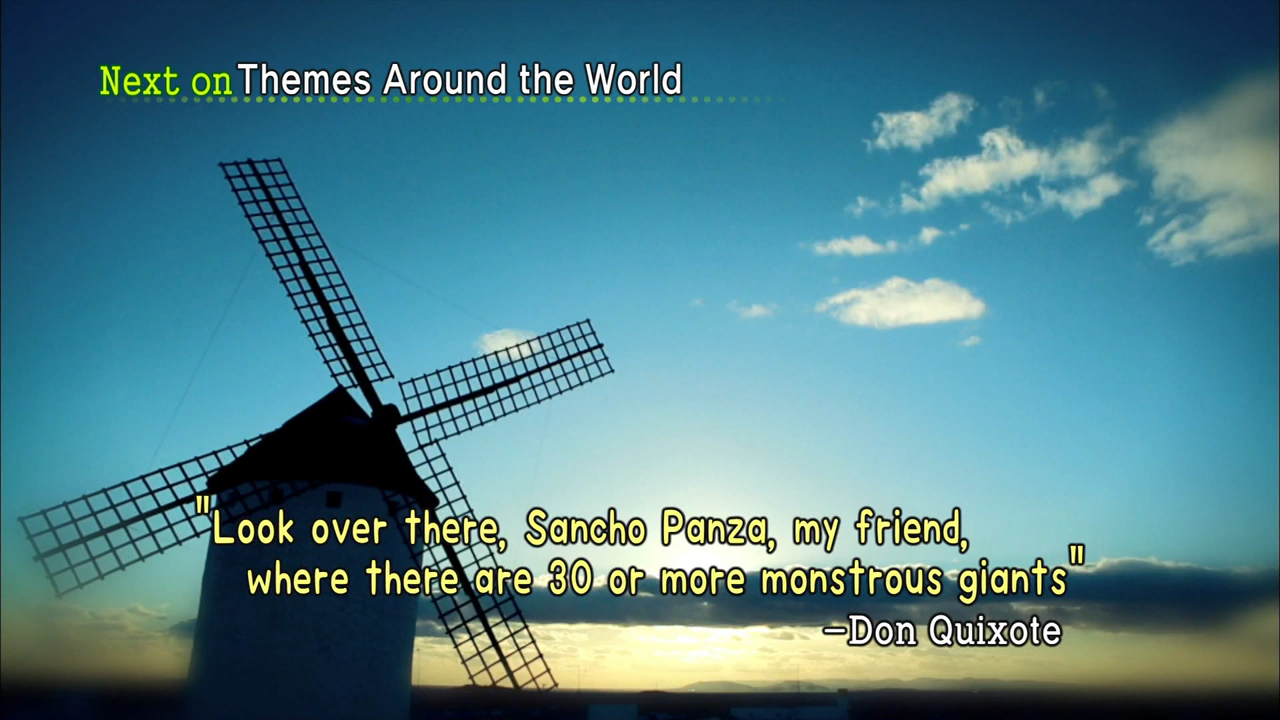 Next on Themes Around the World
"Look over there, Sancho Panza, my friend,
where there are 30 or more monstrous giants"
–Don Quixote